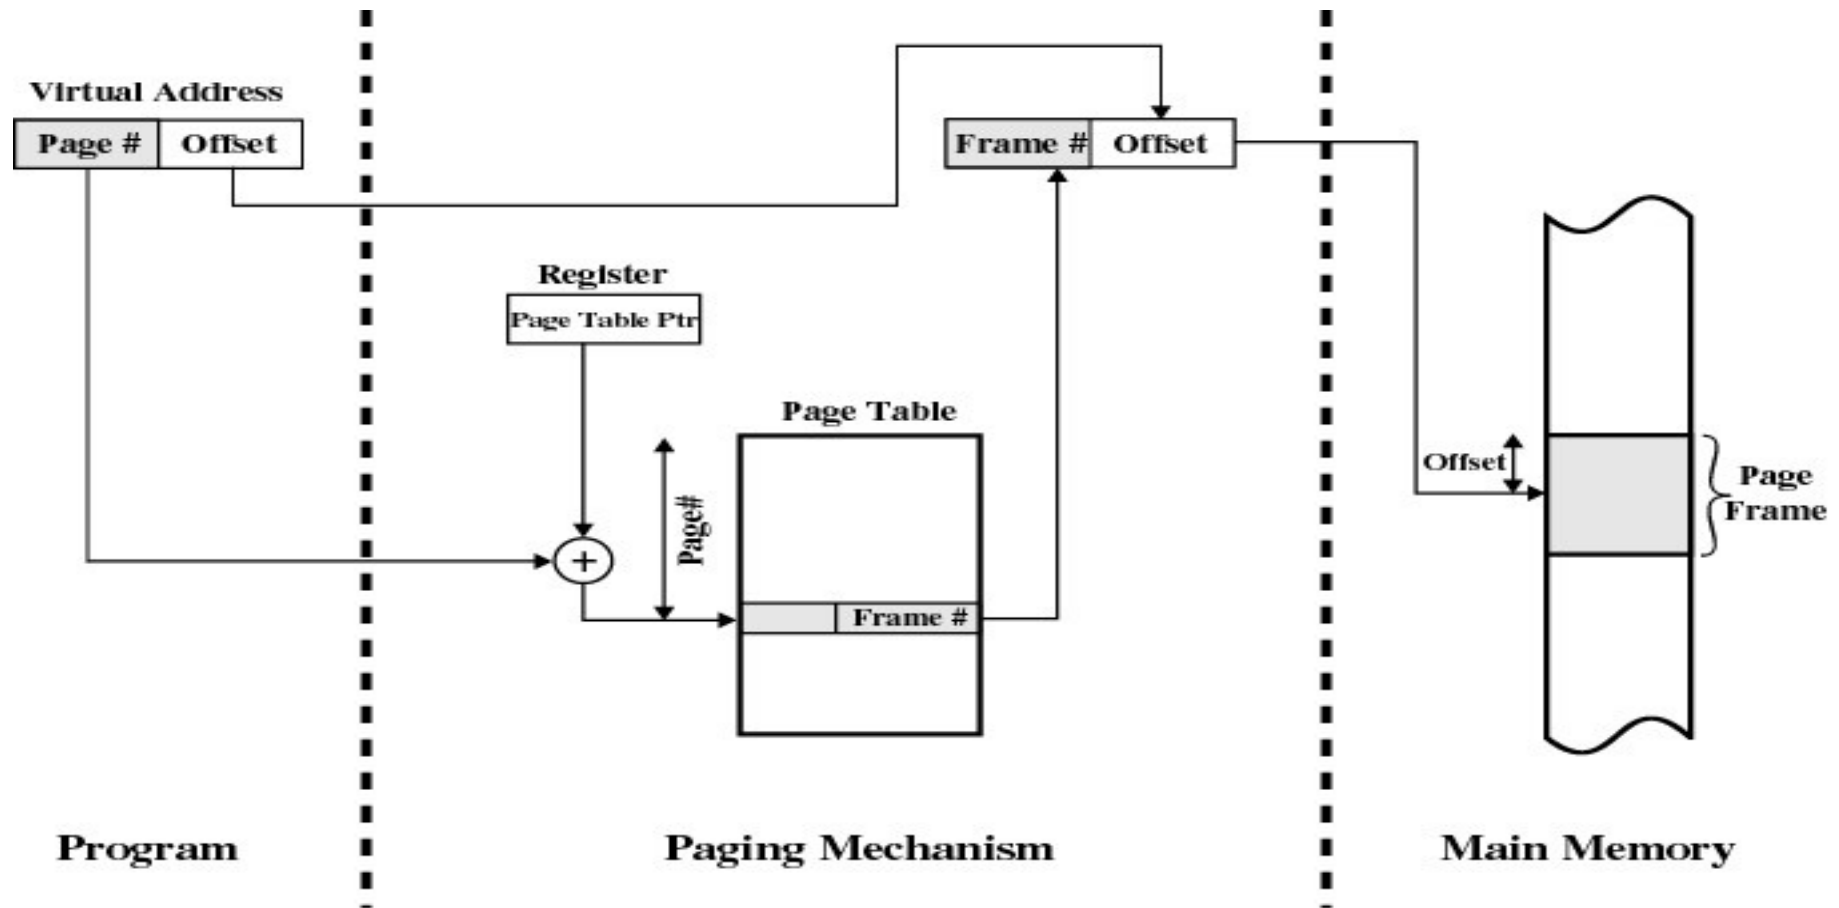 Virtual Address
Page # Offset
Frame # Offset
Register
Page Table Ptr
Page Table
Page#
Frame #
Offset
Page
Frame
+
Program
Paging Mechanism
Main Memory